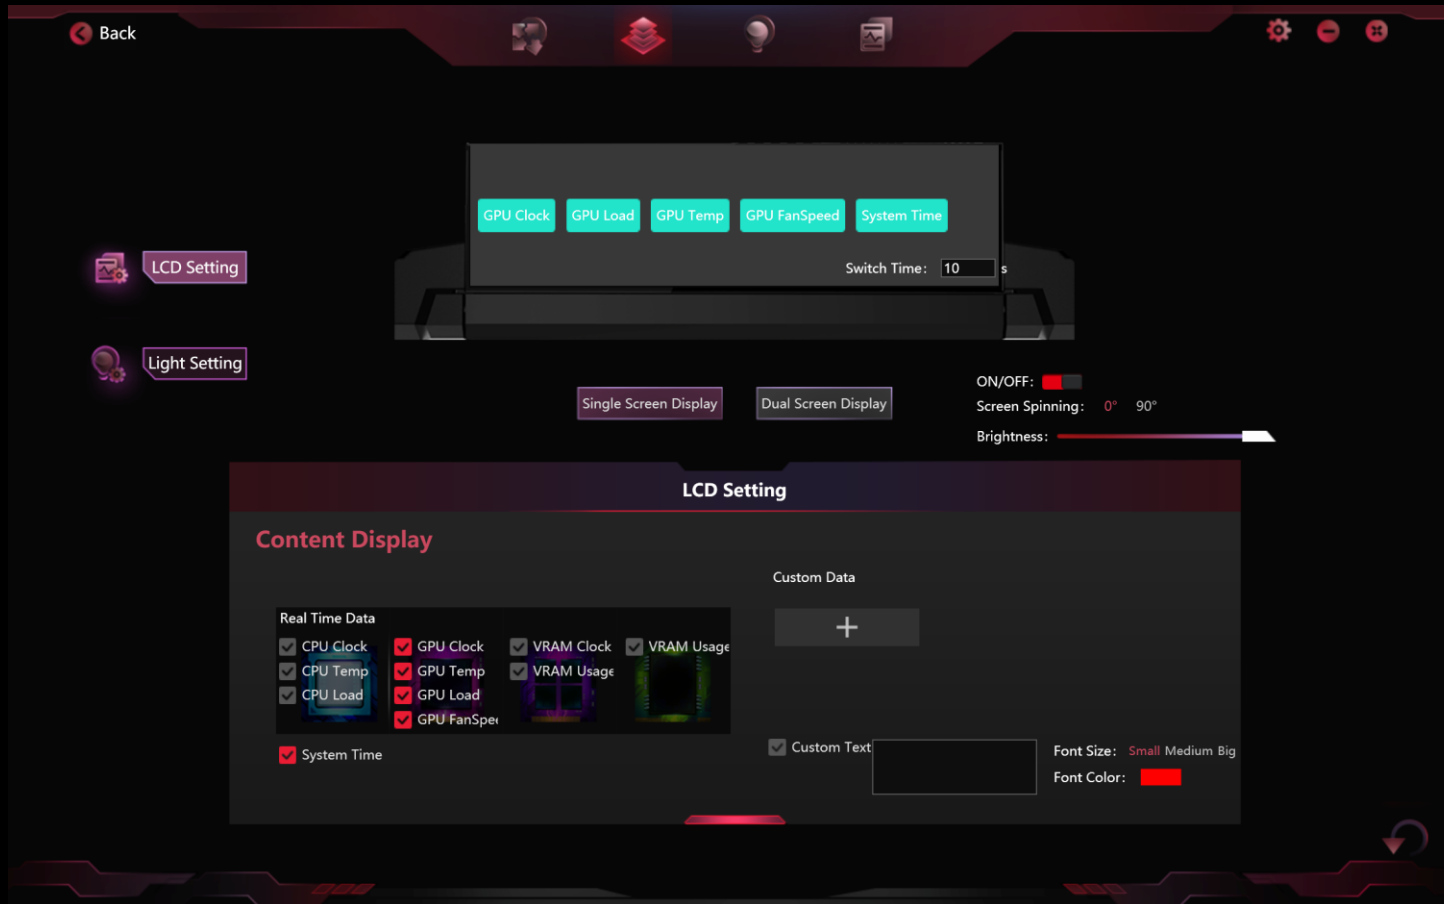 Back
GPU Clock GPU Load GPU Temp GPU FanSpeed System Time
Switch Time: 10 s
LCD Setting
Light Setting
Single Screen Display Dual Screen Display
ON/OFF:
Screen Spinning: 0° 90°
Brightness:
LCD Setting
Content Display
Custom Data
Real Time Data
CPU Clock GPU Clock VRAM Clock VRAM Usage
CPU Temp GPU Temp VRAM Usage
CPU Load GPU Load
GPU FanSpee
System Time
Custom Text
Font Size: Small Medium Big
Font Color: